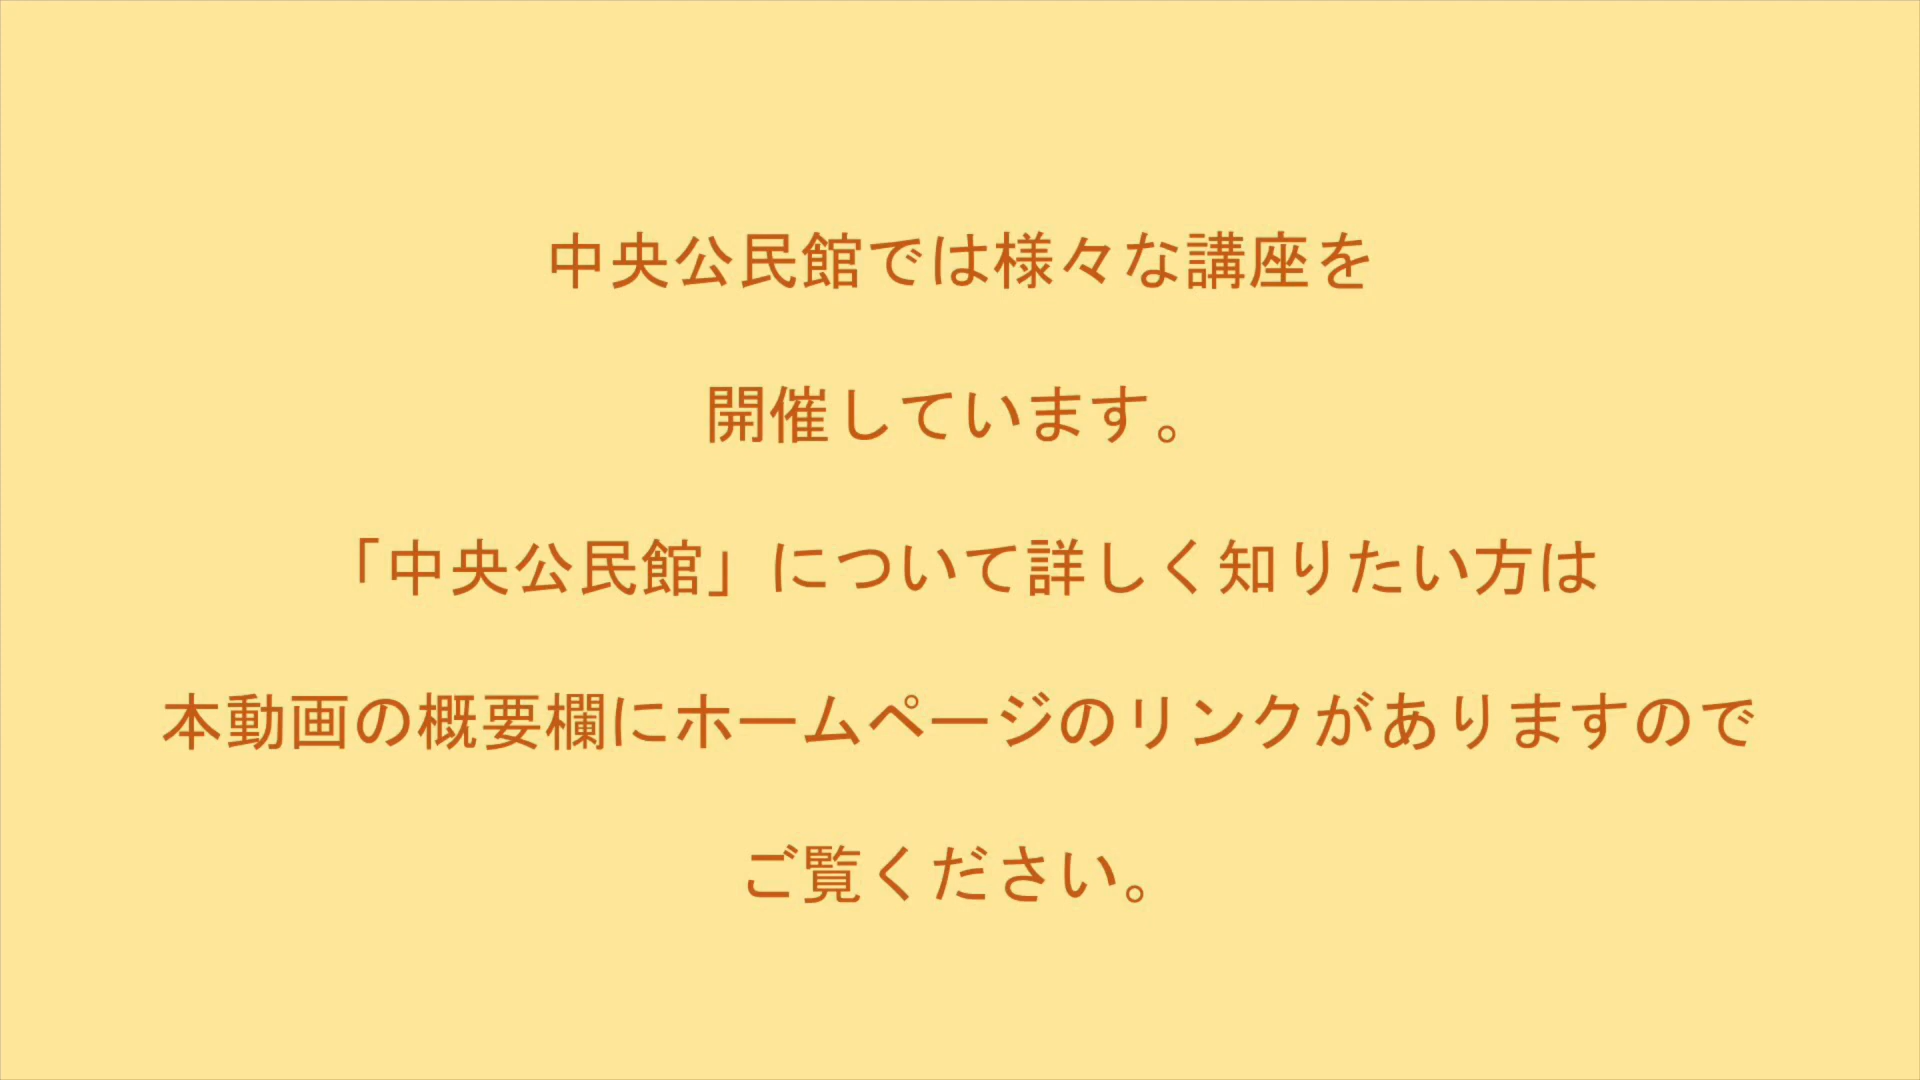 中央公民館では様々な講座を
開催しています。
「中央公民館」について詳しく知りたい方は
本動画の概要欄にホームページのリンクがありますので
ご覧ください。